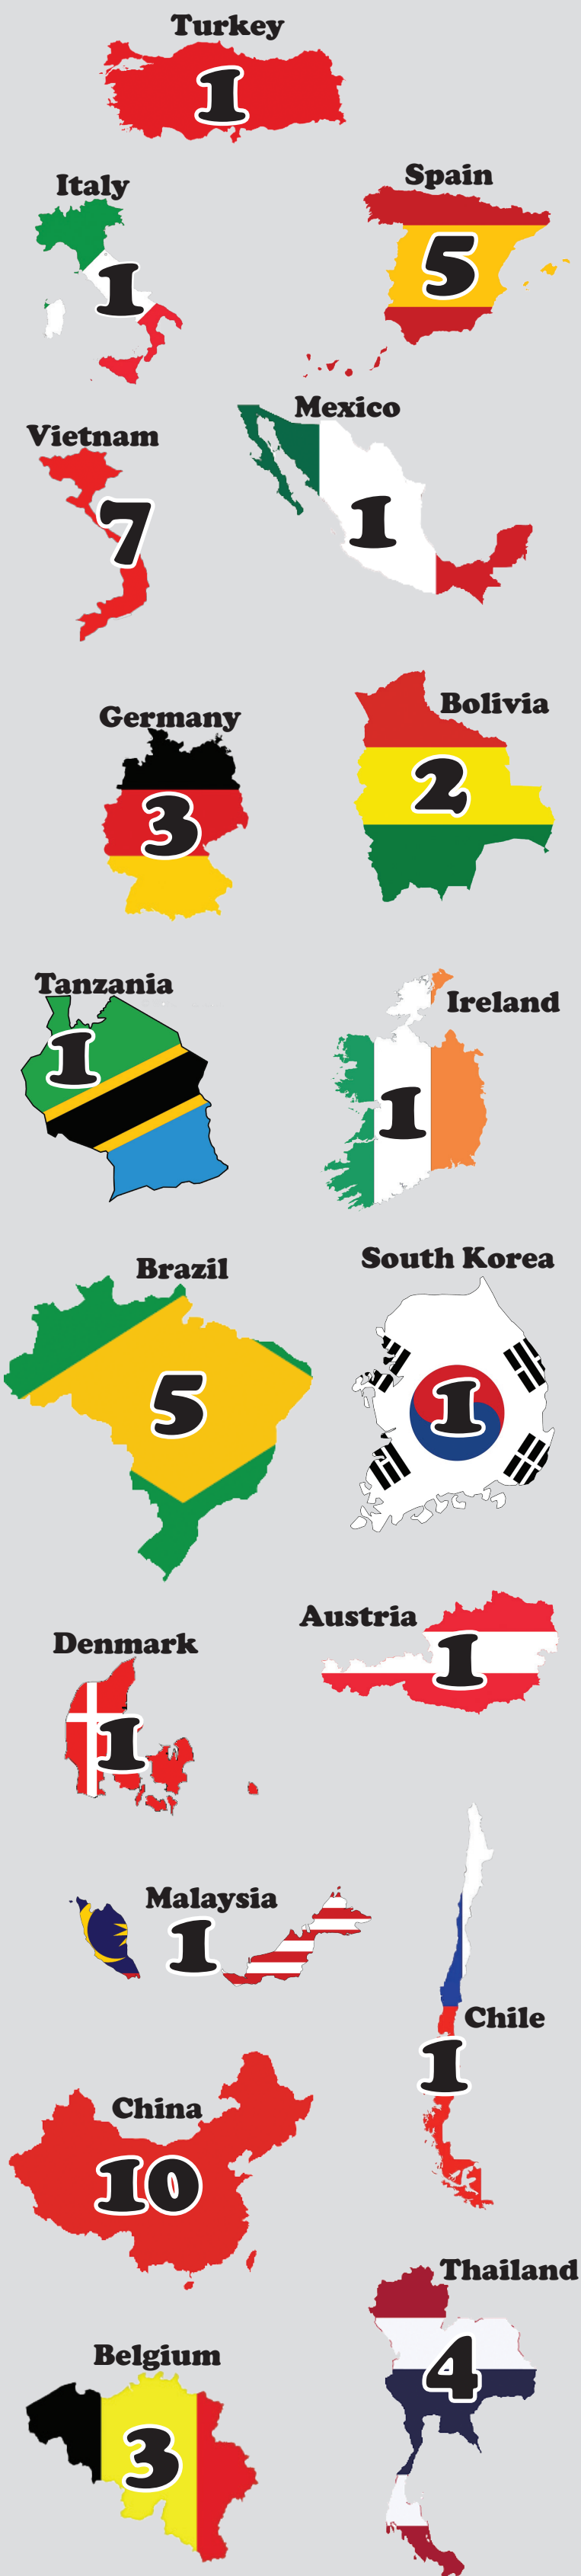 Turkey
1
Italy
1
Spain
5
Vietnam
7
Mexico
1
Germany
3
Bolivia
2
Tanzania
1
Ireland
1
Brazil
5
South Korea
1
Denmark
1
Austria
1
Malaysia
1
Chile
1
China
10
Thailand
4
Belgium
3